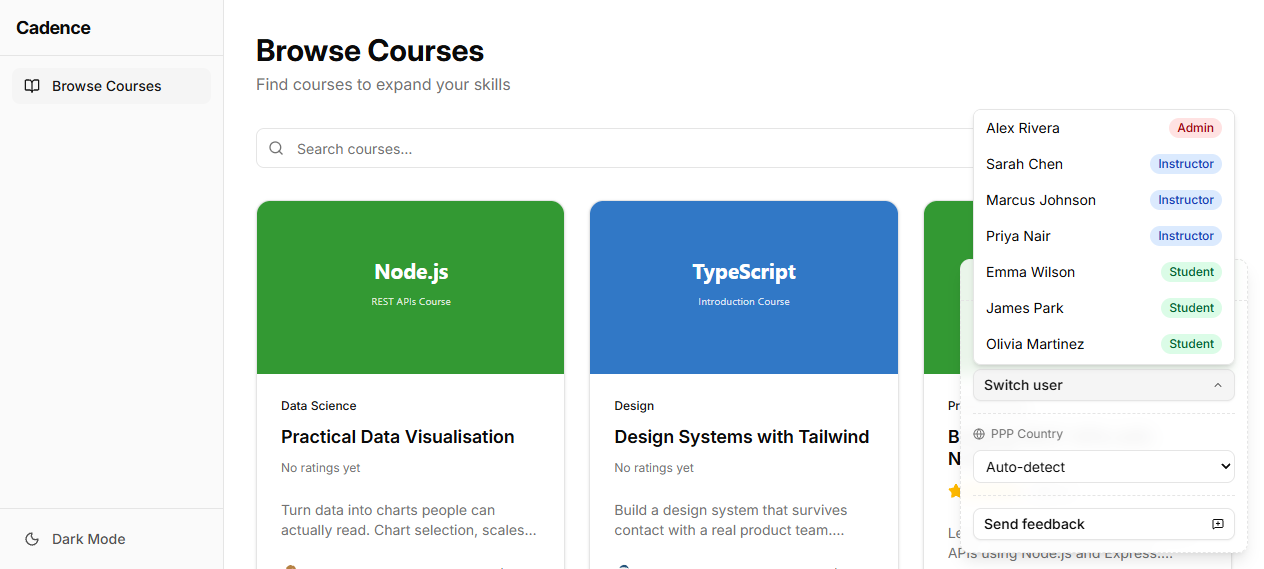 Cadence
Browse Courses
Dark Mode
Browse Courses
Find courses to expand your skills
Search courses...
Node.js
REST APIs Course
Data Science
Practical Data Visualisation
No ratings yet
Turn data into charts people can
actually read. Chart selection, scales...
TypeScript
Introduction Course
Design
Design Systems with Tailwind
No ratings yet
Build a design system that survives
contact with a real product team....
APIs using Node.js and Express....
Alex Rivera Admin
Sarah Chen Instructor
Marcus Johnson Instructor
Priya Nair Instructor
Emma Wilson Student
James Park Student
Olivia Martinez Student
Switch user
PPP Country
Auto-detect
Send feedback